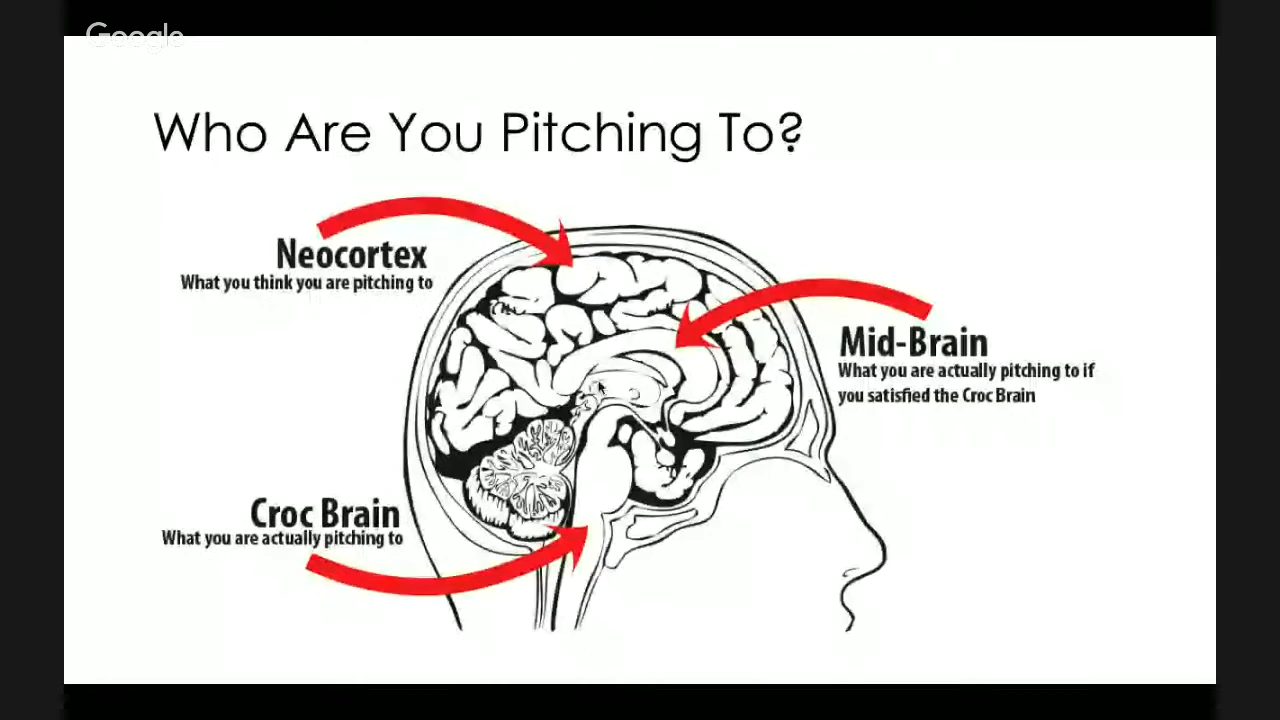 Google
Who Are You Pitching To?
Neocortex
What you think you are pitching to
Mid-Brain
What you are actually pitching to if
you satisfied the Croc Brain
Croc Brain
What you are actually pitching to